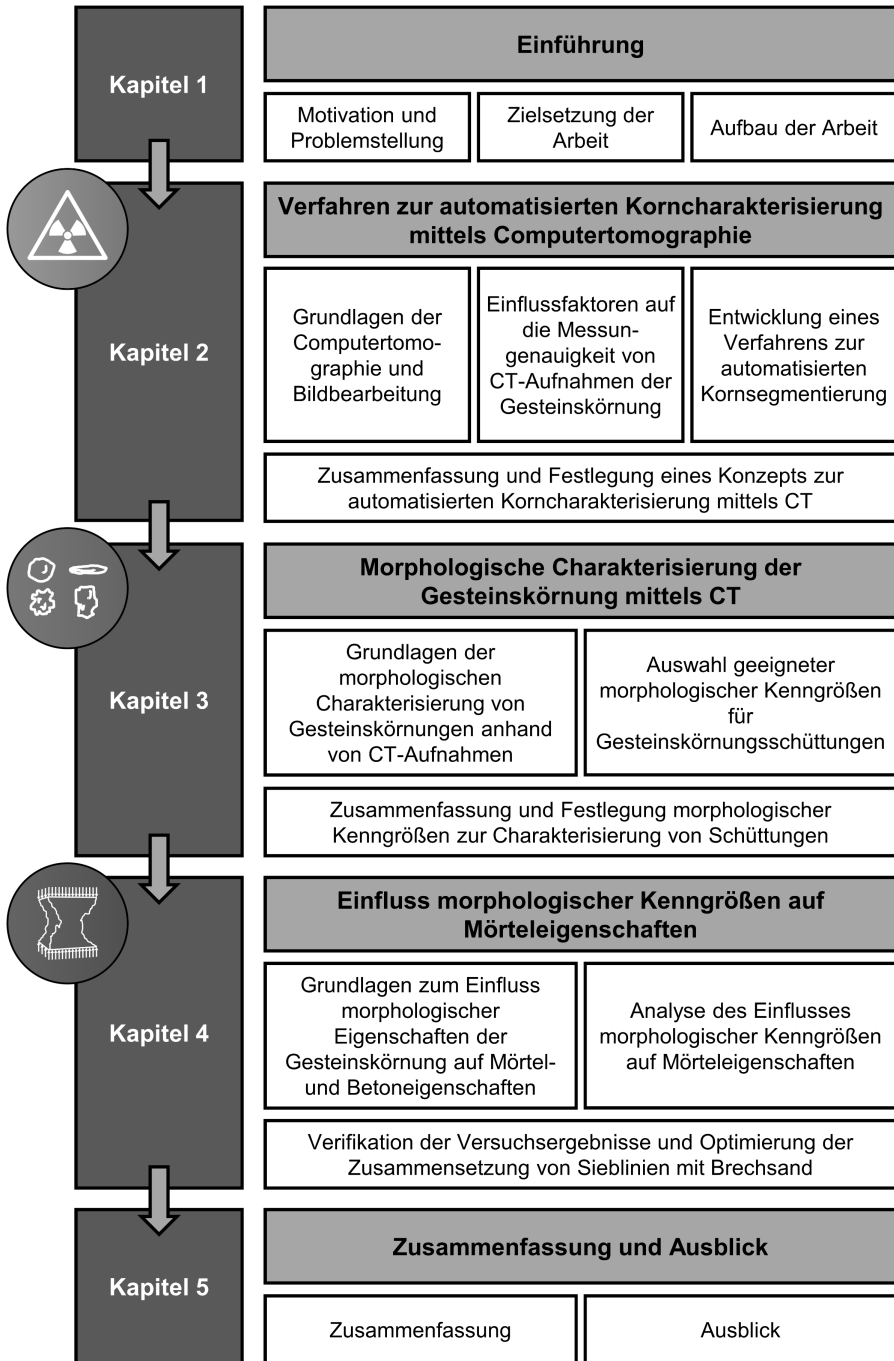 Kapitel 1
Einführung
Motivation und
Problemstellung
Zielsetzung der
Arbeit
Aufbau der Arbeit
Kapitel 2
Verfahren zur automatisierten Korncharakterisierung
mittels Computertomographie
Grundlagen der
Computertomo-
graphie und
Bildbearbeitung
Einflussfaktoren auf
die Messun-
genauigkeit von
CT-Aufnahmen der
Gesteinskörnung
Entwicklung eines
Verfahrens zur
automatisierten
Kornsegmentierung
Zusammenfassung und Festlegung eines Konzepts zur
automatisierten Korncharakterisierung mittels CT
Kapitel 3
Morphologische Charakterisierung der
Gesteinskörnung mittels CT
Grundlagen der
morphologischen
Charakterisierung von
Gesteinskörnungen anhand
von CT-Aufnahmen
Auswahl geeigneter
morphologischer Kenngrößen
für
Gesteinskörnungsschüttungen
Zusammenfassung und Festlegung morphologischer
Kenngrößen zur Charakterisierung von Schüttungen
Kapitel 4
Einfluss morphologischer Kenngrößen auf
Mörteleigenschaften
Grundlagen zum Einfluss
morphologischer
Eigenschaften der
Gesteinskörnung auf Mörtel-
und Betoneigenschaften
Analyse des Einflusses
morphologischer Kenngrößen
auf Mörteleigenschaften
Verifikation der Versuchsergebnisse und Optimierung der
Zusammensetzung von Sieblinien mit Brechsand
Kapitel 5
Zusammenfassung und Ausblick
Zusammenfassung
Ausblick